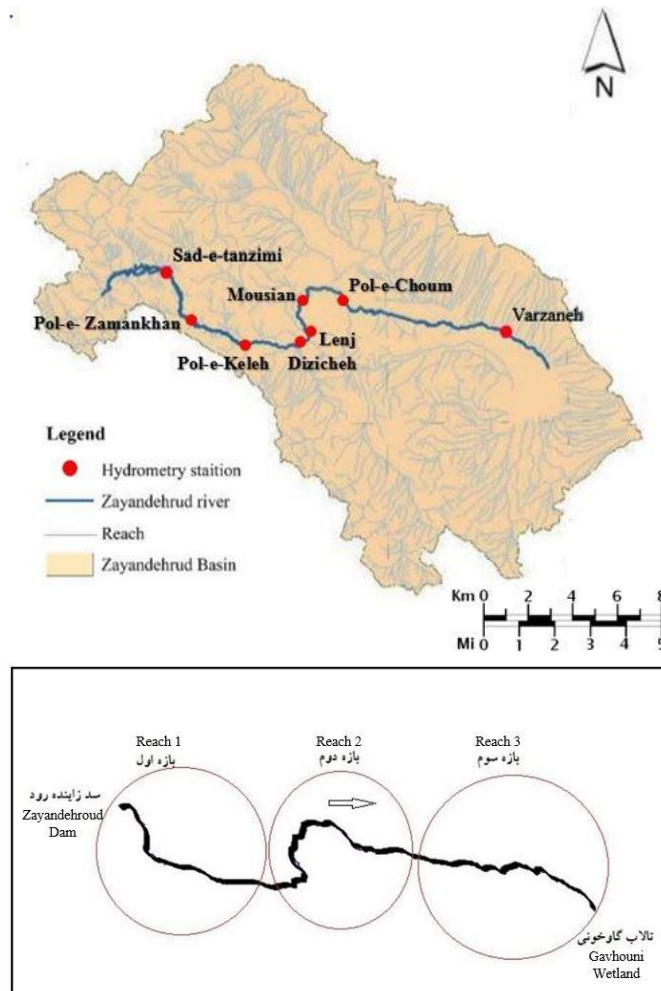 N
Sad-e-tanzimi
Mousian
Pol-e-Choum
Varzaneh
Pol-e- Zamankhan
Lenj
Pol-e-Keleh
Dizicheh
Legend
Hydrometry staition
Zayandehrud river
Reach
Zayandehrud Basin
Km 0 2 4 6 8
Mi 0 1 2 3 4 5
Reach 1
بازه اول
Reach 2
بازه دوم
Reach 3
بازه سوم
سد زاینده رود
Zayandehroud
Dam
تالاب گاوخونی
Gavhouni
Wetland